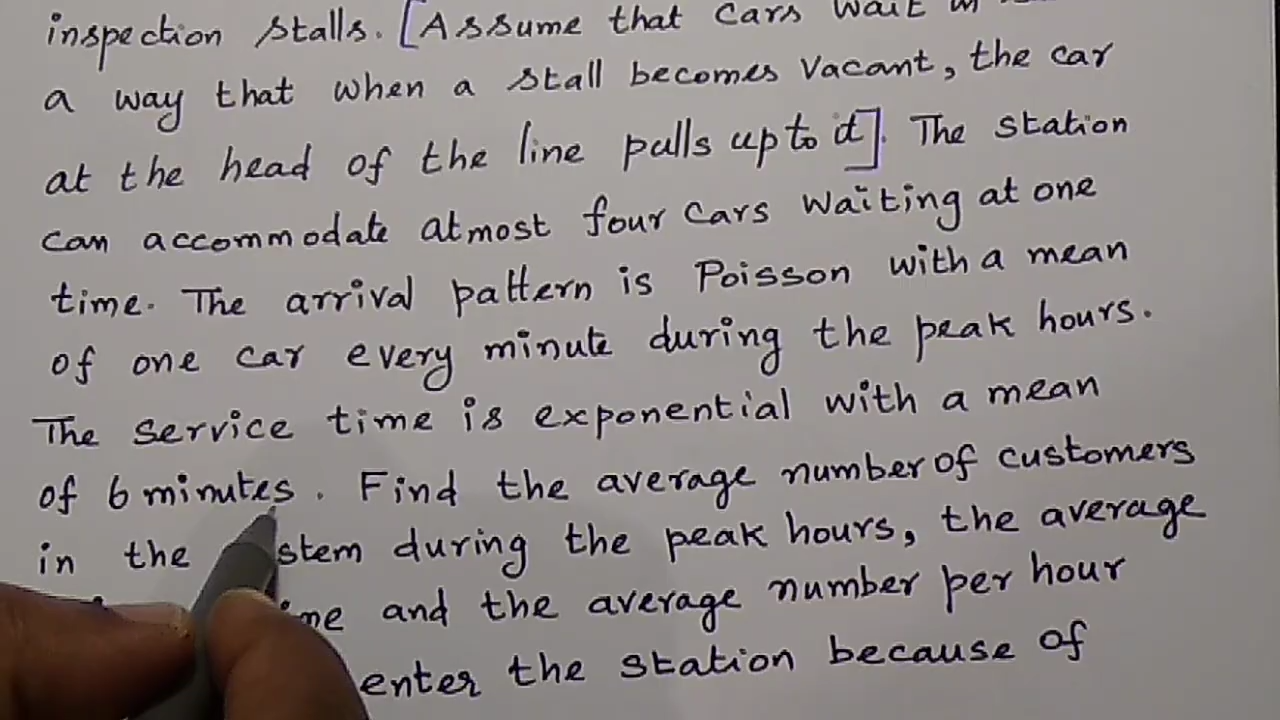 inspection stalls. [Assume that cars wait in
a way that when a stall becomes vacant, the car
at the head of the line pulls up to it]. The station
can accommodate atmost four cars waiting at one
time. The arrival pattern is Poisson with a mean
of one car every minute during the peak hours.
The service time is exponential with a mean
of 6 minutes. Find the average number of customers
in the stem during the peak hours, the average
and the average number per hour
enter the station because of